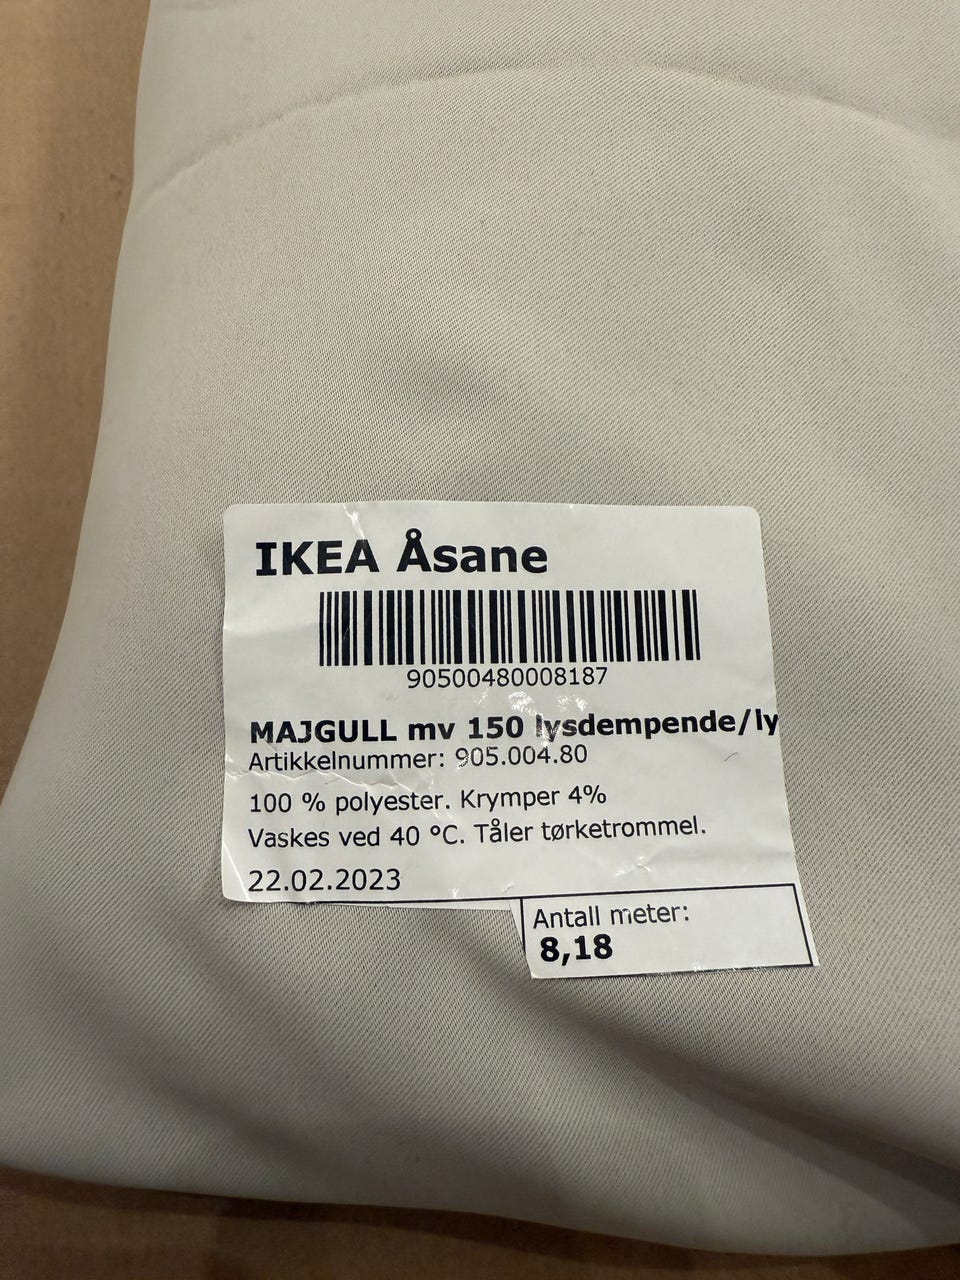 IKEA Åsane
90500480008187
MAJGULL mv 150 lysdempende/ly
Artikkelnummer: 905.004.80
100 % polyester. Krymper 4%
Vaskes ved 40 °C. Tåler tørketrommel.
22.02.2023
Antall meter:
8,18